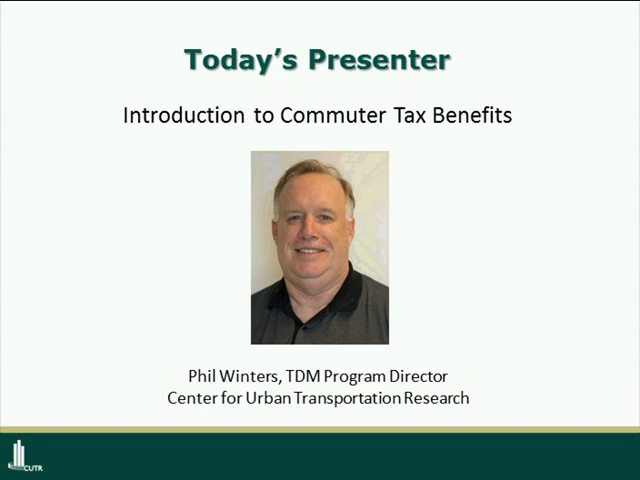 Today's Presenter
Introduction to Commuter Tax Benefits
Phil Winters, TDM Program Director
Center for Urban Transportation Research
CUTR